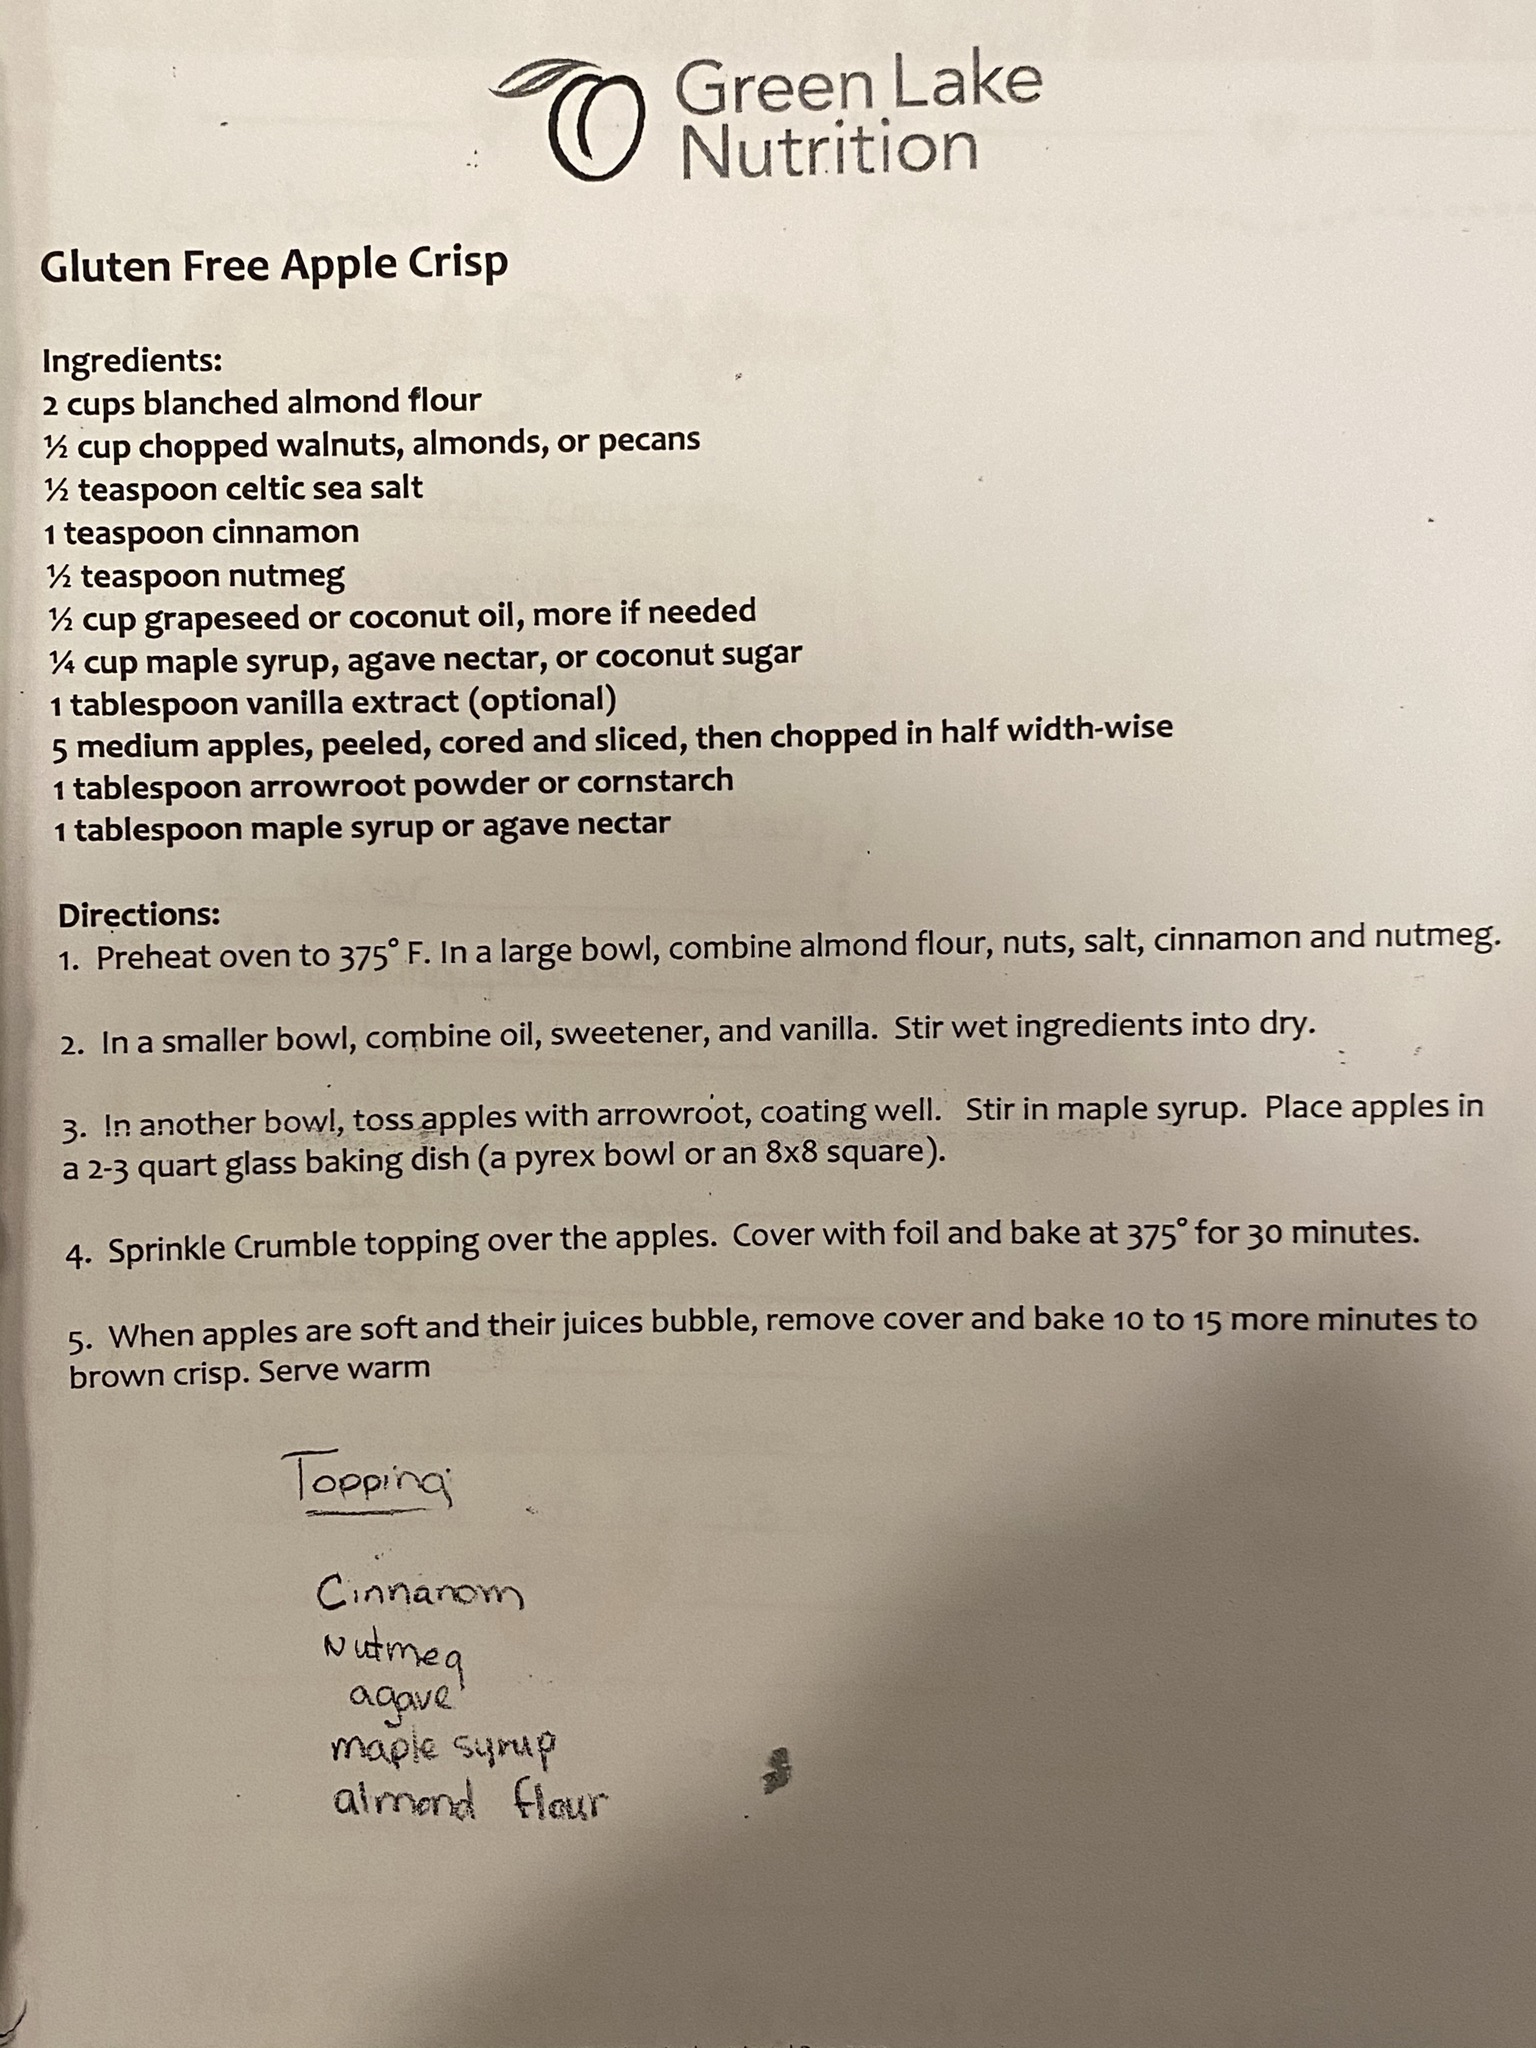 Green Lake
Nutrition
Gluten Free Apple Crisp
Ingredients:
2 cups blanched almond flour
½ cup chopped walnuts, almonds, or pecans
½ teaspoon celtic sea salt
1 teaspoon cinnamon
½ teaspoon nutmeg
½ cup grapeseed or coconut oil, more if needed
¼ cup maple syrup, agave nectar, or coconut sugar
1 tablespoon vanilla extract (optional)
5 medium apples, peeled, cored and sliced, then chopped in half width-wise
1 tablespoon arrowroot powder or cornstarch
1 tablespoon maple syrup or agave nectar
Directions:
1. Preheat oven to 375° F. In a large bowl, combine almond flour, nuts, salt, cinnamon and nutmeg.
2. In a smaller bowl, combine oil, sweetener, and vanilla. Stir wet ingredients into dry.
3. In another bowl, toss apples with arrowroot, coating well. Stir in maple syrup. Place apples in
a 2-3 quart glass baking dish (a pyrex bowl or an 8x8 square).
4. Sprinkle Crumble topping over the apples. Cover with foil and bake at 375° for 30 minutes.
5. When apples are soft and their juices bubble, remove cover and bake 10 to 15 more minutes to
brown crisp. Serve warm
Topping
Cinnanom
Nutmeg
agave
maple syrup
almond flour